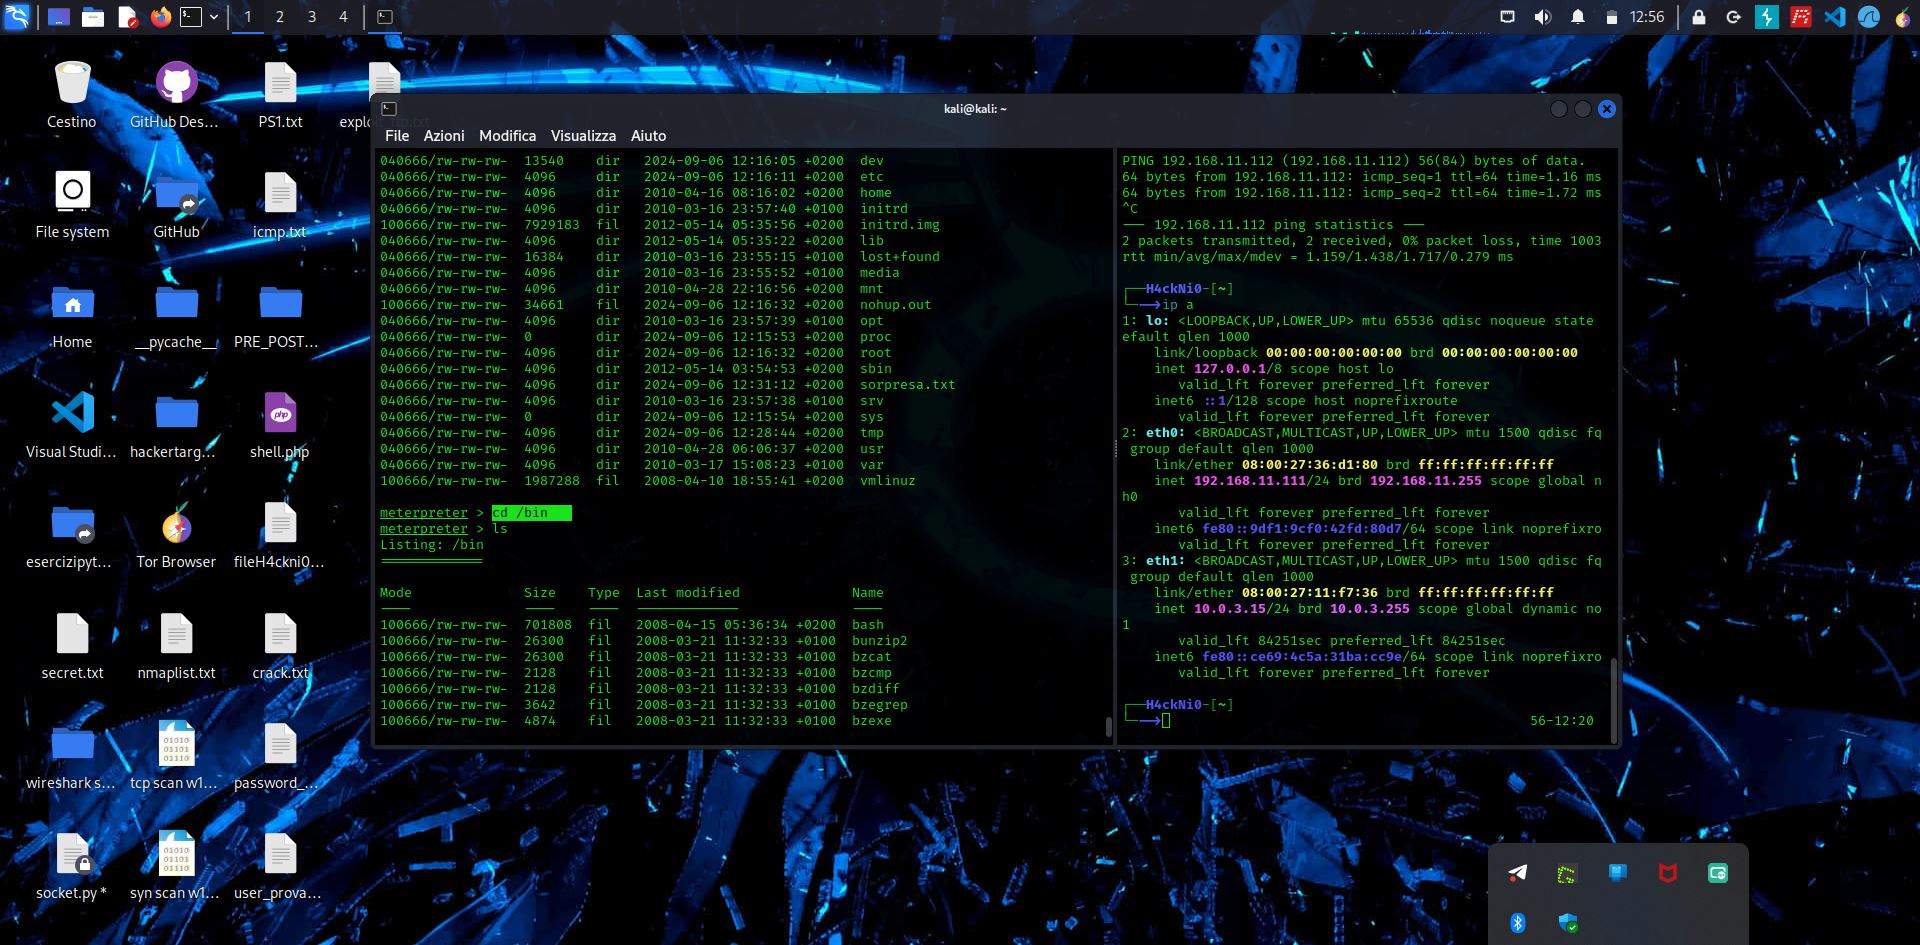 1 2 3 4
12:56
Cestino
GitHub Des...
PS1.txt
File system
GitHub
icmp.txt
Home
__pycache__
PRE_POST...
Visual Studi...
hackertarg...
shell.php
esercizipyt...
Tor Browser
fileH4ckni0...
secret.txt
nmaplist.txt
crack.txt
wireshark s...
tcp scan w1...
password_...
socket.py *
syn scan w1...
user_prova...
kali@kali: ~
File Azioni Modifica Visualizza Aiuto
040666/rw-rw-rw- 13540 dir 2024-09-06 12:16:05 +0200 dev
040666/rw-rw-rw- 4096 dir 2024-09-06 12:16:11 +0200 etc
040666/rw-rw-rw- 4096 dir 2010-04-16 08:16:02 +0200 home
040666/rw-rw-rw- 4096 dir 2010-03-16 23:57:40 +0100 initrd
100666/rw-rw-rw- 7929183 fil 2012-05-14 05:35:56 +0200 initrd.img
040666/rw-rw-rw- 4096 dir 2012-05-14 05:35:22 +0200 lib
040666/rw-rw-rw- 16384 dir 2010-03-16 23:55:15 +0100 lost+found
040666/rw-rw-rw- 4096 dir 2010-03-16 23:55:52 +0100 media
040666/rw-rw-rw- 4096 dir 2010-04-28 22:16:56 +0200 mnt
100666/rw-rw-rw- 34661 fil 2024-09-06 12:16:32 +0200 nohup.out
040666/rw-rw-rw- 4096 dir 2010-03-16 23:57:39 +0100 opt
040666/rw-rw-rw- 0 dir 2024-09-06 12:15:53 +0200 proc
040666/rw-rw-rw- 4096 dir 2024-09-06 12:16:32 +0200 root
040666/rw-rw-rw- 4096 dir 2012-05-14 03:54:53 +0200 sbin
040666/rw-rw-rw- 4096 dir 2024-09-06 12:31:12 +0200 sorpresa.txt
040666/rw-rw-rw- 4096 dir 2010-03-16 23:57:38 +0100 srv
040666/rw-rw-rw- 0 dir 2024-09-06 12:15:54 +0200 sys
040666/rw-rw-rw- 4096 dir 2024-09-06 12:28:44 +0200 tmp
040666/rw-rw-rw- 4096 dir 2010-04-28 06:06:37 +0200 usr
040666/rw-rw-rw- 4096 dir 2010-03-17 15:08:23 +0100 var
100666/rw-rw-rw- 1987288 fil 2008-04-10 18:55:41 +0200 vmlinuz
meterpreter > cd /bin
meterpreter > ls
Listing: /bin
Mode Size Type Last modified Name
100666/rw-rw-rw- 701808 fil 2008-04-15 05:36:34 +0200 bash
100666/rw-rw-rw- 26300 fil 2008-03-21 11:32:33 +0100 bunzip2
100666/rw-rw-rw- 26300 fil 2008-03-21 11:32:33 +0100 bzcat
100666/rw-rw-rw- 2128 fil 2008-03-21 11:32:33 +0100 bzcmp
100666/rw-rw-rw- 2128 fil 2008-03-21 11:32:33 +0100 bzdiff
100666/rw-rw-rw- 3642 fil 2008-03-21 11:32:33 +0100 bzegrep
100666/rw-rw-rw- 4874 fil 2008-03-21 11:32:33 +0100 bzexe
PING 192.168.11.112 (192.168.11.112) 56(84) bytes of data.
64 bytes from 192.168.11.112: icmp_seq=1 ttl=64 time=1.16 ms
64 bytes from 192.168.11.112: icmp_seq=2 ttl=64 time=1.72 ms
^C
--- 192.168.11.112 ping statistics ---
2 packets transmitted, 2 received, 0% packet loss, time 1003
rtt min/avg/max/mdev = 1.159/1.438/1.717/0.279 ms
┌──H4ckNi0-[~]
└───>ip a
1: lo: <LOOPBACK,UP,LOWER_UP> mtu 65536 qdisc noqueue state
efault qlen 1000
link/loopback 00:00:00:00:00:00 brd 00:00:00:00:00:00
inet 127.0.0.1/8 scope host lo
valid_lft forever preferred_lft forever
inet6 ::1/128 scope host noprefixroute
valid_lft forever preferred_lft forever
2: eth0: <BROADCAST,MULTICAST,UP,LOWER_UP> mtu 1500 qdisc fq
group default qlen 1000
link/ether 08:00:27:36:d1:80 brd ff:ff:ff:ff:ff:ff
inet 192.168.11.111/24 brd 192.168.11.255 scope global n
h0
valid_lft forever preferred_lft forever
inet6 fe80::9df1:9cf0:42fd:80d7/64 scope link noprefixro
valid_lft forever preferred_lft forever
3: eth1: <BROADCAST,MULTICAST,UP,LOWER_UP> mtu 1500 qdisc fq
group default qlen 1000
link/ether 08:00:27:11:f7:36 brd ff:ff:ff:ff:ff:ff
inet 10.0.3.15/24 brd 10.0.3.255 scope global dynamic no
1
valid_lft 84251sec preferred_lft 84251sec
inet6 fe80::ce69:4c5a:31ba:cc9e/64 scope link noprefixro
valid_lft forever preferred_lft forever
┌──H4ckNi0-[~]
└───> 56-12:20